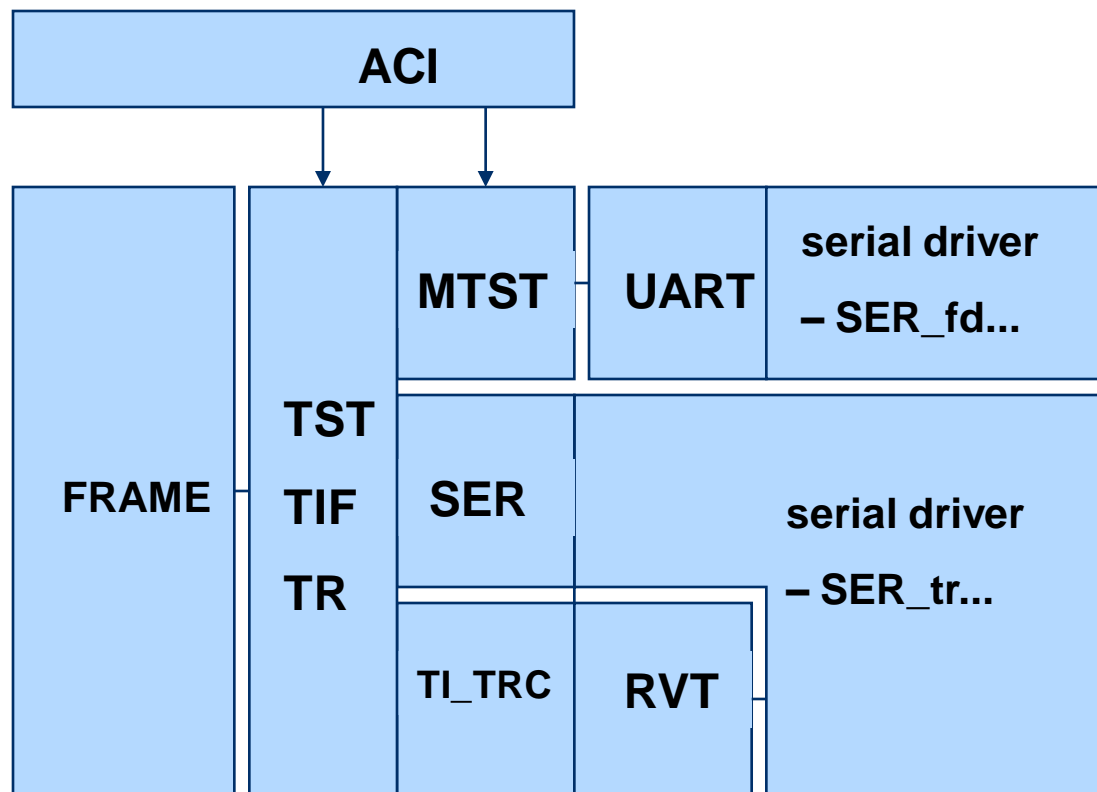 ACI
FRAME
TST
TIF
TR
MTST
UART
serial driver
– SER_fd...
SER
serial driver
– SER_tr...
TI_TRC
RVT